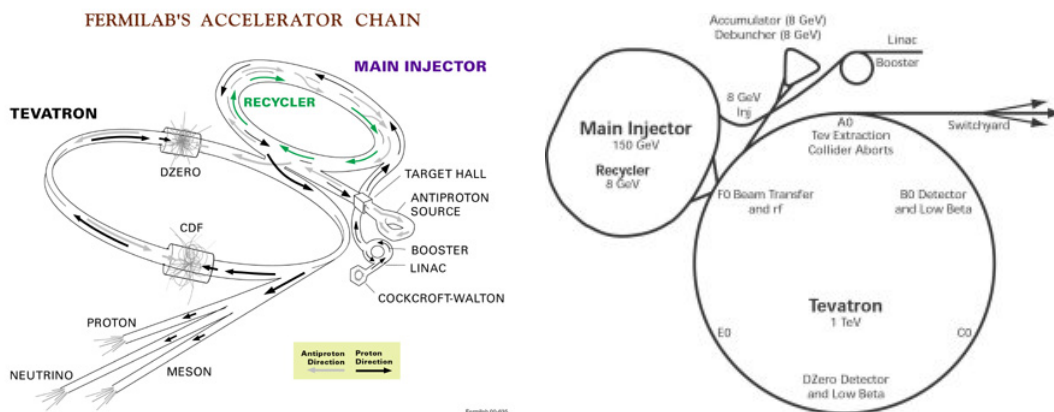 FERMILAB'S ACCELERATOR CHAIN
MAIN INJECTOR
RECYCLER
TEVATRON
DZERO
TARGET HALL
ANTIPROTON
SOURCE
CDF
BOOSTER
LINAC
COCKCROFT-WALTON
PROTON
NEUTRINO
MESON
Antiproton
Direction
Proton
Direction
Accumulator (8 GeV)
Debuncher (8 GeV)
Linac
Booster
8 GeV
Inj
Main Injector
150 GeV
Recycler
8 GeV
A0
Tev Extraction
Collider Aborts
Switchyard
F0 Beam Transfer
and rf
B0 Detector
and Low Beta
Tevatron
1 TeV
E0
C0
DZero Detector
and Low Beta